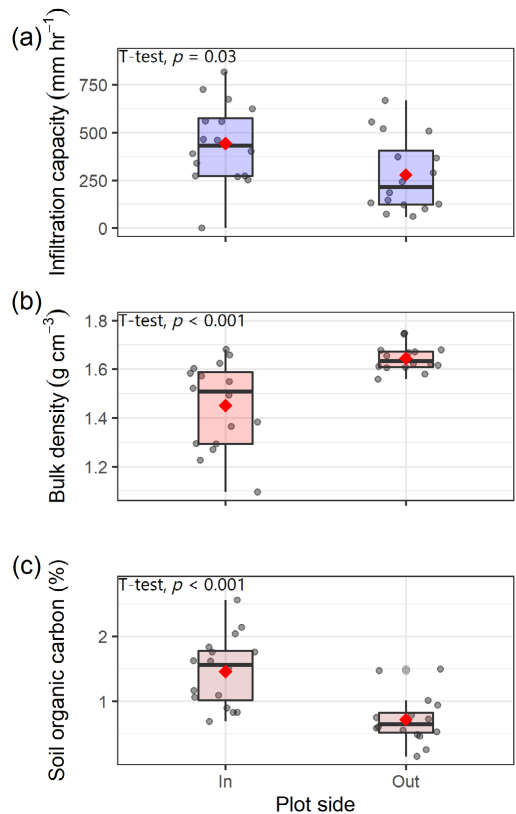 (a)
Infiltration capacity (mm hr⁻¹)
T-test, p = 0.03
750
500
250
0
(b)
Bulk density (g cm⁻³)
T-test, p < 0.001
1.8
1.6
1.4
1.2
(c)
Soil organic carbon (%)
T-test, p < 0.001
2
1
In Out
Plot side